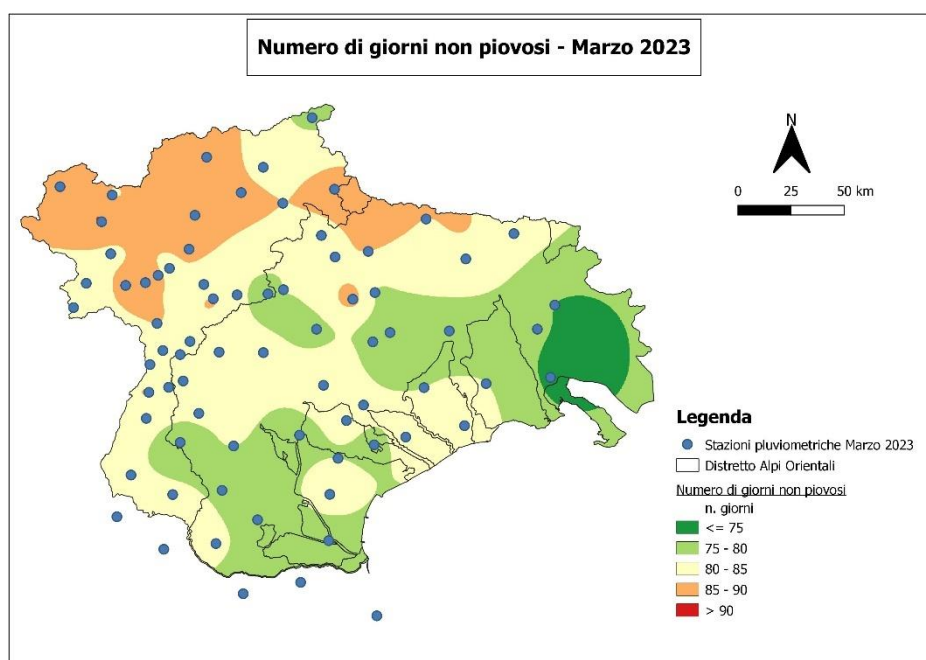 Numero di giorni non piovosi - Marzo 2023
N
0 25 50 km
Legenda
Stazioni pluviometriche Marzo 2023
Distretto Alpi Orientali
Numero di giorni non piovosi
n. giorni
<= 75
75 - 80
80 - 85
85 - 90
> 90